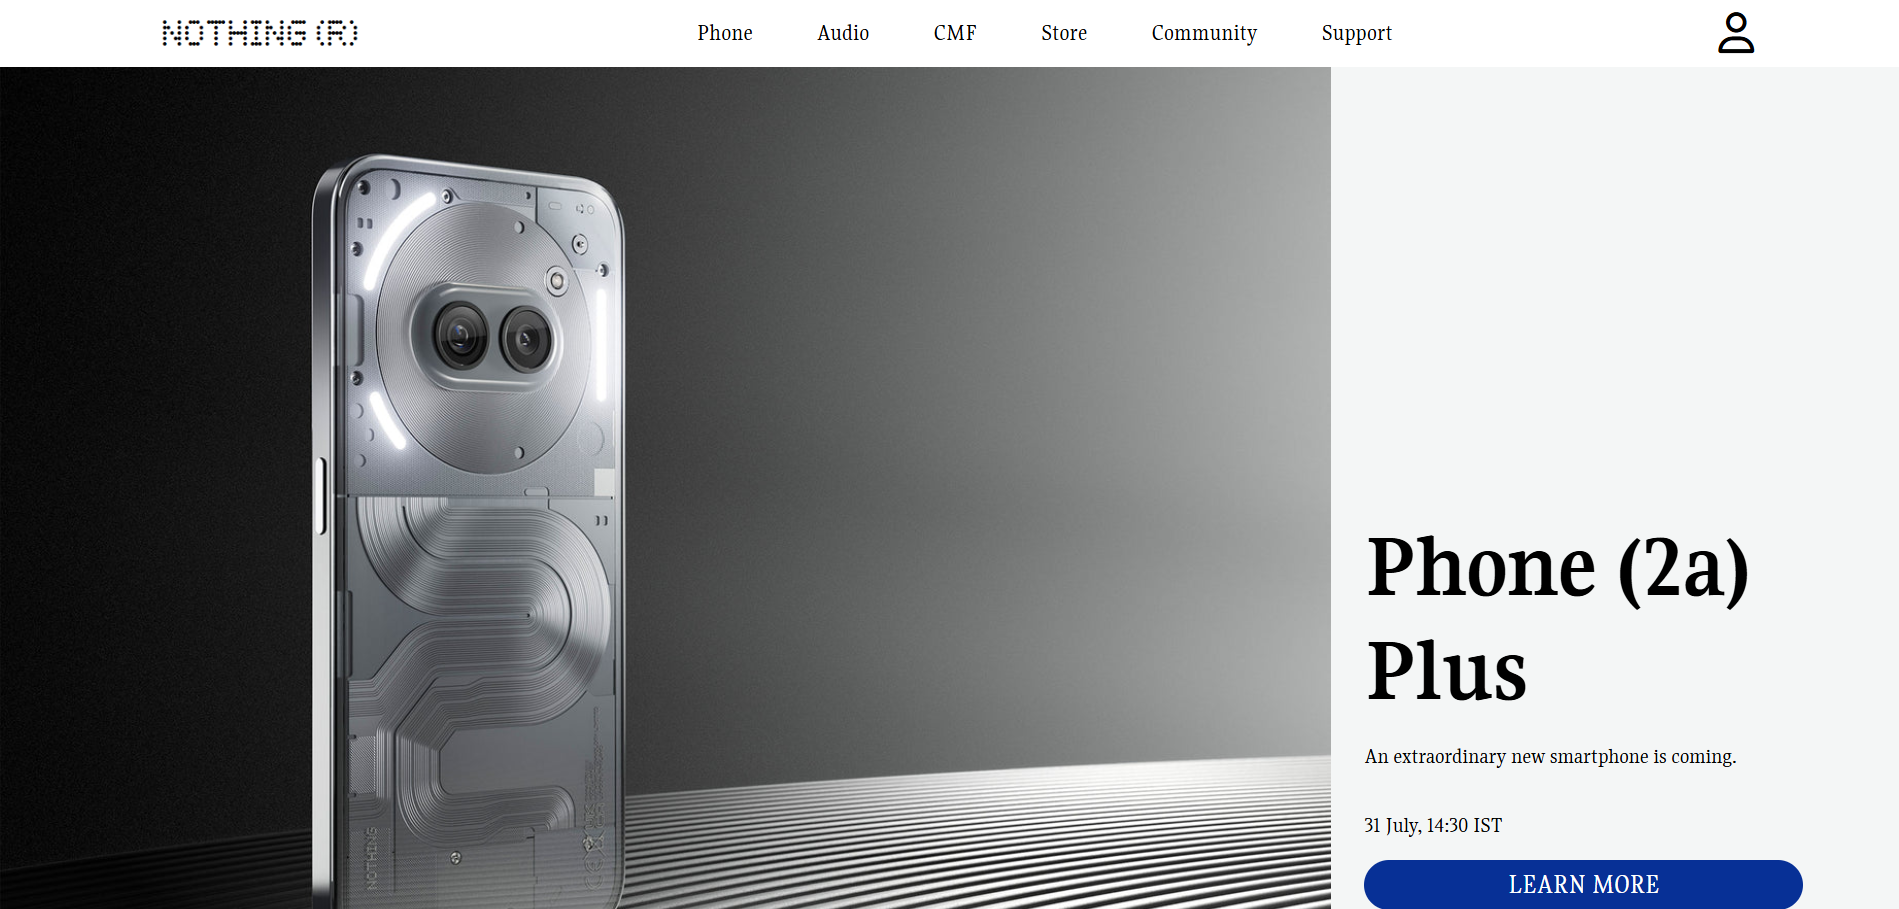 NOTHING (R)
Phone Audio CMF Store Community Support
Phone (2a)
Plus
An extraordinary new smartphone is coming.
31 July, 14:30 IST
LEARN MORE
NOTHING